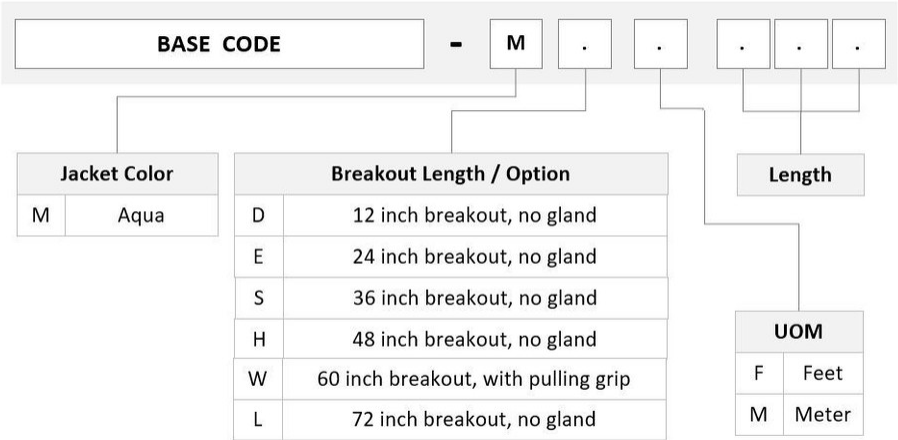 BASE CODE - M . . . . .
Jacket Color
M Aqua
Breakout Length / Option
D 12 inch breakout, no gland
E 24 inch breakout, no gland
S 36 inch breakout, no gland
H 48 inch breakout, no gland
W 60 inch breakout, with pulling grip
L 72 inch breakout, no gland
Length
UOM
F Feet
M Meter